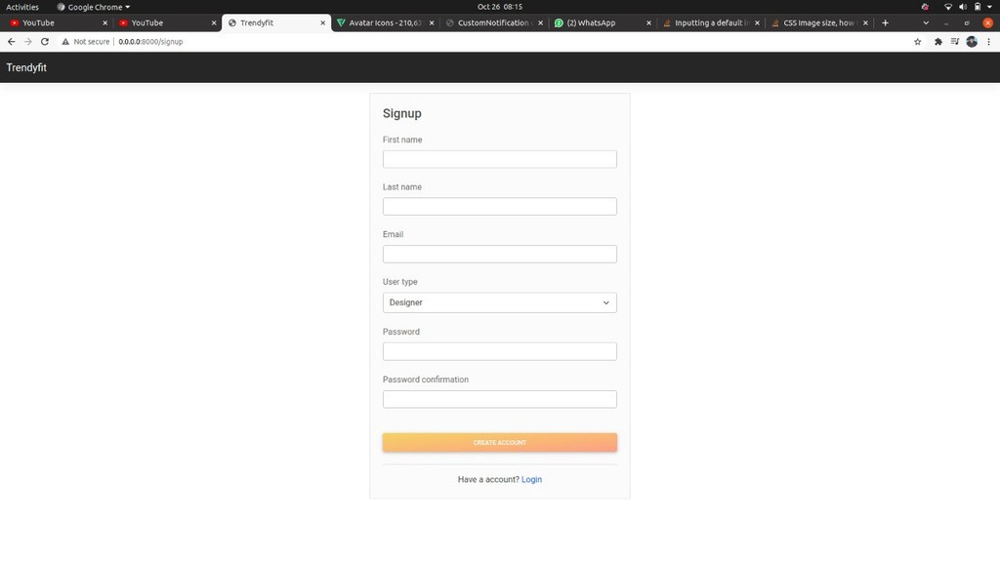 Activities
Google Chrome
Oct 26 08:15
YouTube
YouTube
Trendyfit
Avatar Icons - 210,63
CustomNotification
(2) WhatsApp
Inputting a default i
CSS Image size, how
Not secure
0.0.0.0:8000/signup
Trendyfit
Signup
First name
Last name
Email
User type
Designer
Password
Password confirmation
CREATE ACCOUNT
Have a account? Login